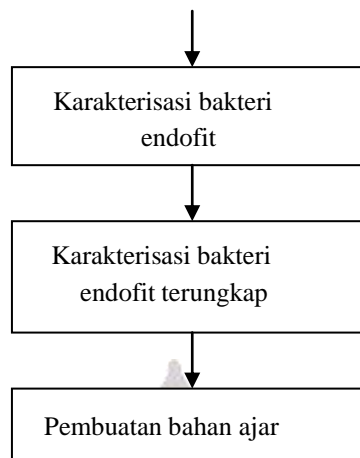 Karakterisasi bakteri
endofit
Karakterisasi bakteri
endofit terungkap
Pembuatan bahan ajar